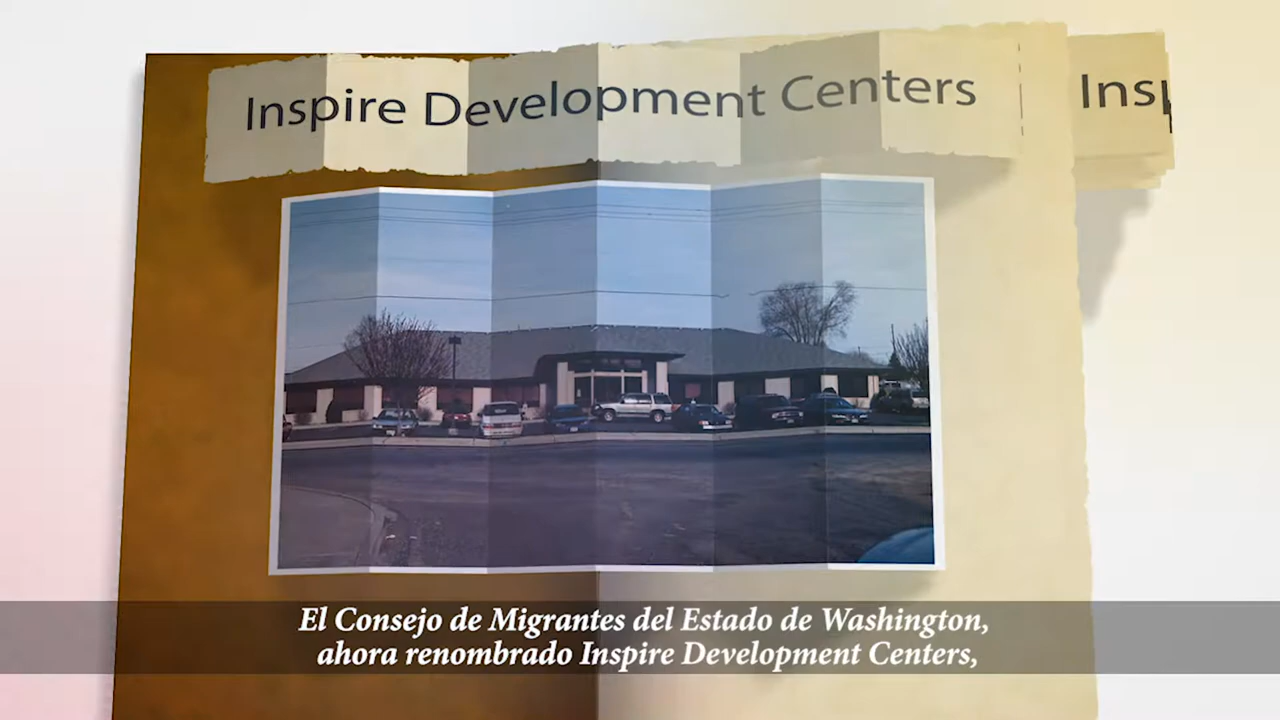 Inspire Development Centers
Insp
El Consejo de Migrantes del Estado de Washington,
ahora renombrado Inspire Development Centers,